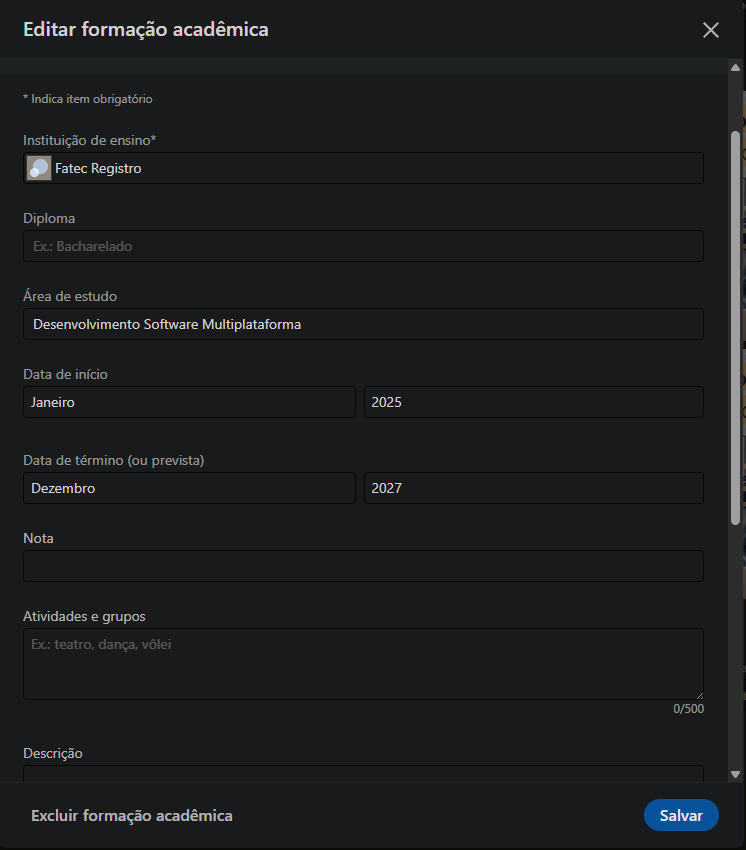 Editar formação acadêmica
* Indica item obrigatório
Instituição de ensino*
Fatec Registro
Diploma
Ex.: Bacharelado
Área de estudo
Desenvolvimento Software Multiplataforma
Data de início
Janeiro
2025
Data de término (ou prevista)
Dezembro
2027
Nota
Atividades e grupos
Ex.: teatro, dança, vôlei
0/500
Descrição
Excluir formação acadêmica
Salvar